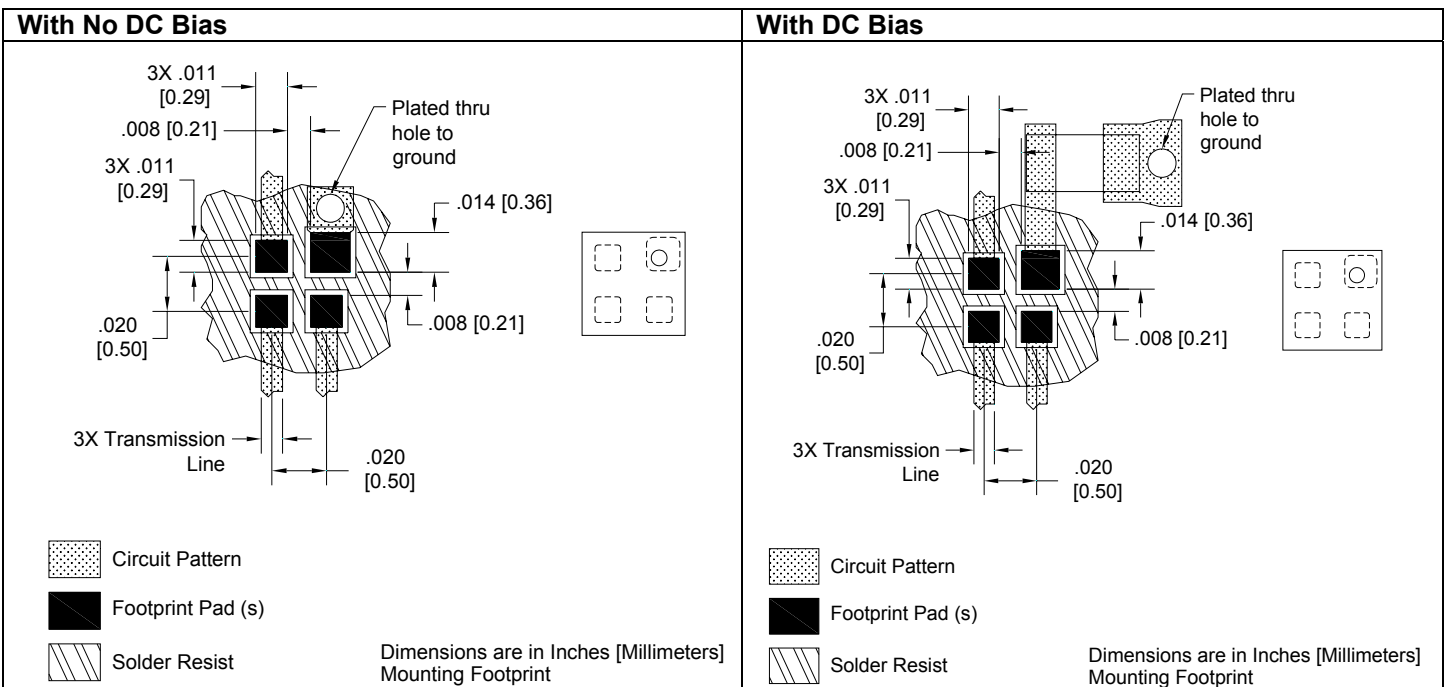 With No DC Bias
3X .011
[0.29]
.008 [0.21]
Plated thru
hole to
ground
3X .011
[0.29]
.014 [0.36]
.020
[0.50]
.008 [0.21]
3X Transmission
Line
.020
[0.50]
Circuit Pattern
Footprint Pad (s)
Solder Resist
Dimensions are in Inches [Millimeters]
Mounting Footprint
With DC Bias
3X .011
[0.29]
.008 [0.21]
Plated thru
hole to
ground
3X .011
[0.29]
.014 [0.36]
.020
[0.50]
.008 [0.21]
3X Transmission
Line
.020
[0.50]
Circuit Pattern
Footprint Pad (s)
Solder Resist
Dimensions are in Inches [Millimeters]
Mounting Footprint